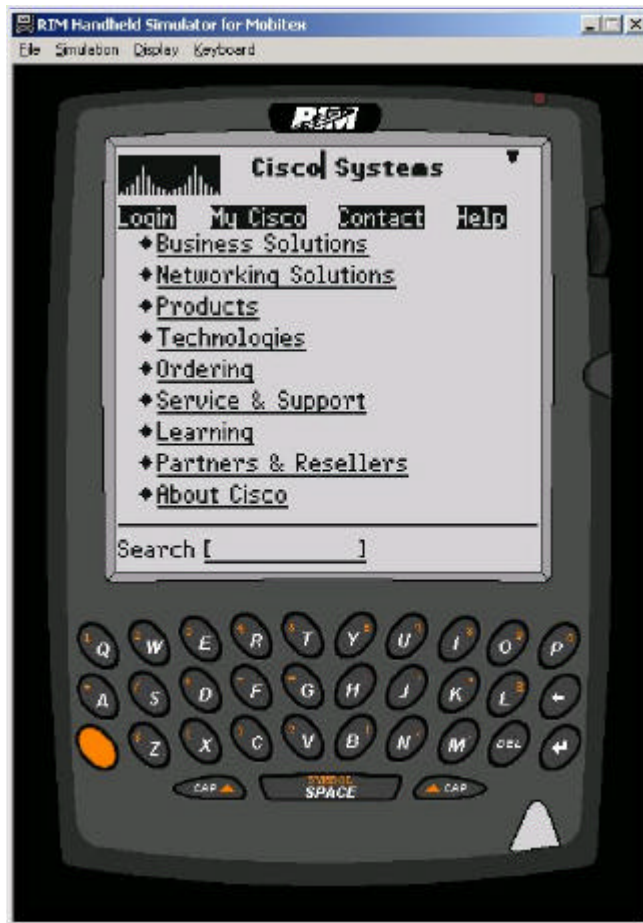 RIM Handheld Simulator for Mobitex
File Simulation Display Keyboard
RIM
Cisco Systems
Login My Cisco Contact Help
Business Solutions
Networking Solutions
Products
Technologies
Ordering
Service & Support
Learning
Partners & Resellers
About Cisco
Search [ ]
Q W E R T Y U I O P
A S D F G H J K L
Z X C V B N M DEL
CAP SYMBOL CAP
SPACE